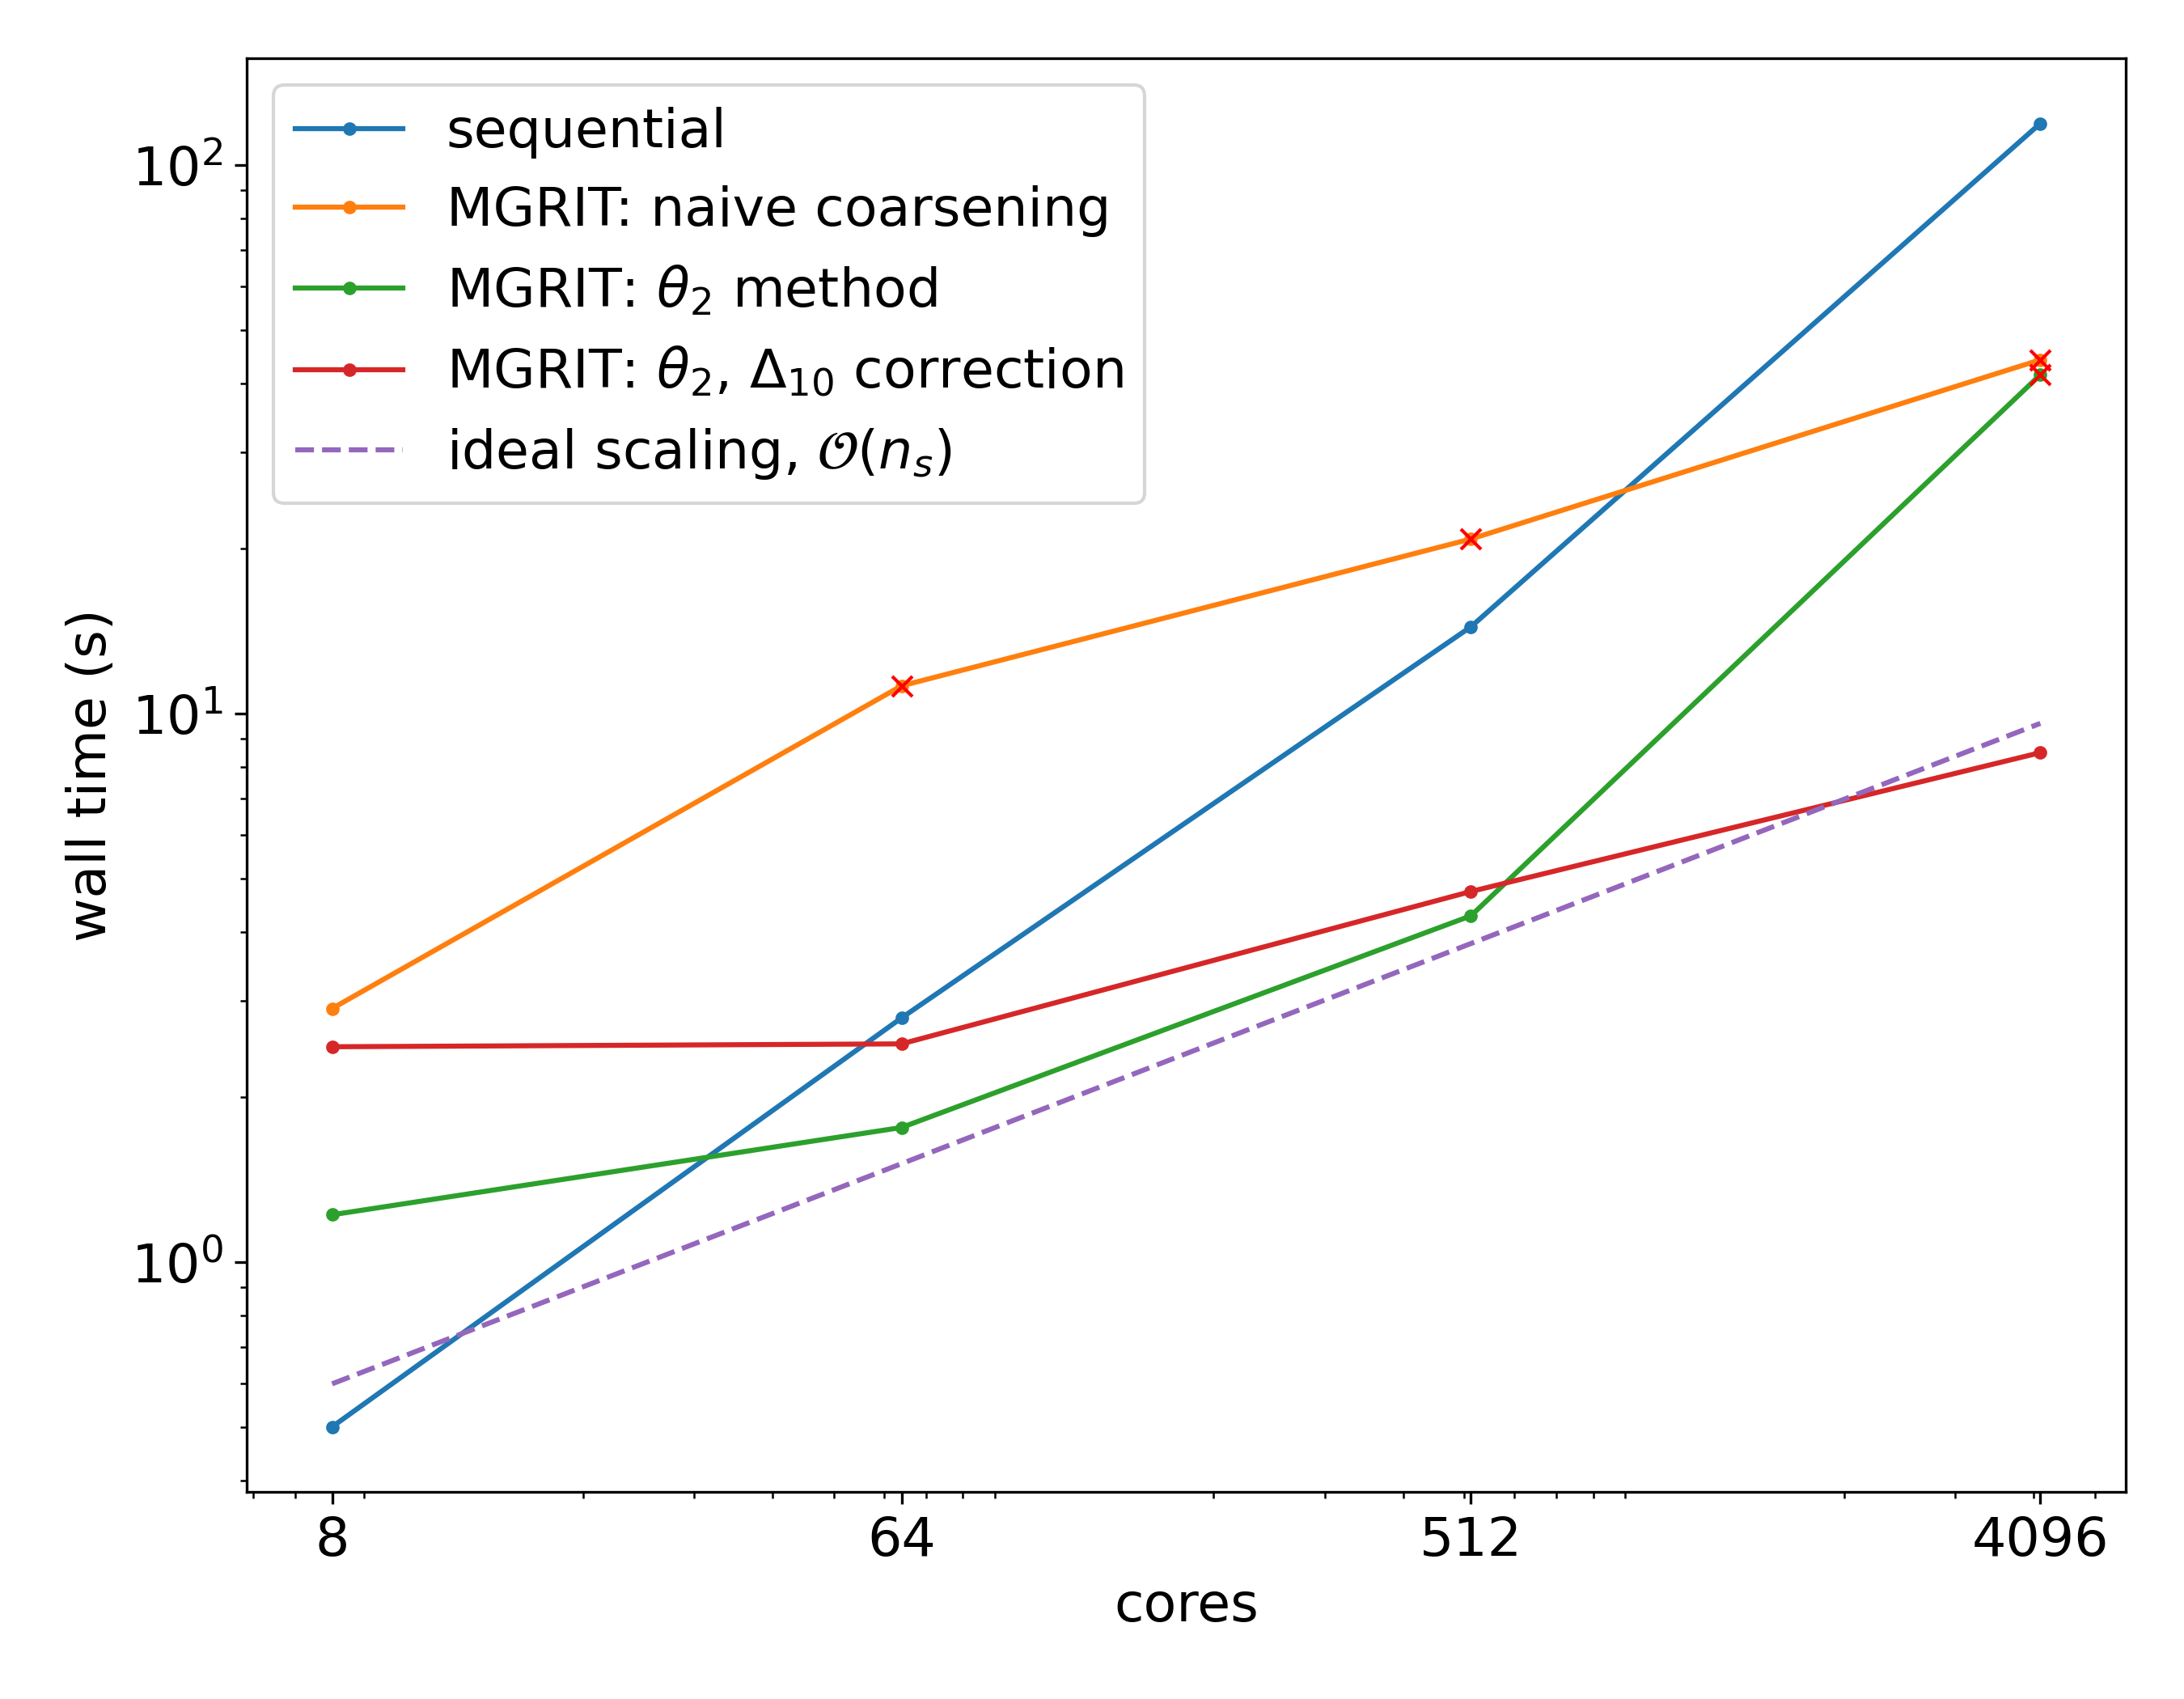 sequential
MGRIT: naive coarsening
MGRIT: θ₂ method
MGRIT: θ₂, Δ₁₀ correction
ideal scaling, 𝒪(nₛ)
wall time (s)
10²
10¹
10⁰
8 64 512 4096
cores